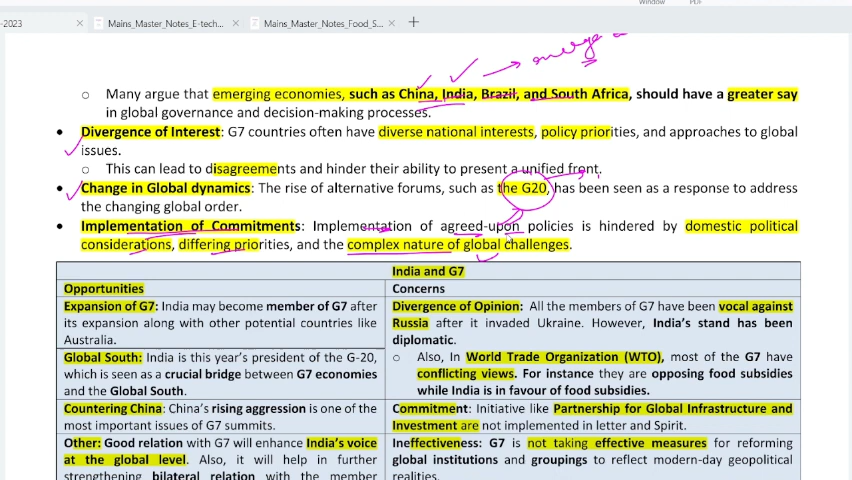 Window PDF
-2023 × Mains_Master_Notes_E-tech... × Mains_Master_Notes_Food_S... × +
emerge
o Many argue that emerging economies, such as China, India, Brazil, and South Africa, should have a greater say
in global governance and decision-making processes.
• Divergence of Interest: G7 countries often have diverse national interests, policy priorities, and approaches to global
issues.
o This can lead to disagreements and hinder their ability to present a unified front.
• Change in Global dynamics: The rise of alternative forums, such as the G20, has been seen as a response to address
the changing global order.
• Implementation of Commitments: Implementation of agreed-upon policies is hindered by domestic political
considerations, differing priorities, and the complex nature of global challenges.
India and G7
Opportunities
Expansion of G7: India may become member of G7 after
its expansion along with other potential countries like
Australia.
Global South: India is this year's president of the G-20,
which is seen as a crucial bridge between G7 economies
and the Global South.
Countering China: China's rising aggression is one of the
most important issues of G7 summits.
Other: Good relation with G7 will enhance India's voice
at the global level. Also, it will help in further
strengthening bilateral relation with the member
Concerns
Divergence of Opinion: All the members of G7 have been vocal against
Russia after it invaded Ukraine. However, India's stand has been
diplomatic.
o Also, In World Trade Organization (WTO), most of the G7 have
conflicting views. For instance they are opposing food subsidies
while India is in favour of food subsidies.
Commitment: Initiative like Partnership for Global Infrastructure and
Investment are not implemented in letter and Spirit.
Ineffectiveness: G7 is not taking effective measures for reforming
global institutions and groupings to reflect modern-day geopolitical
realities.